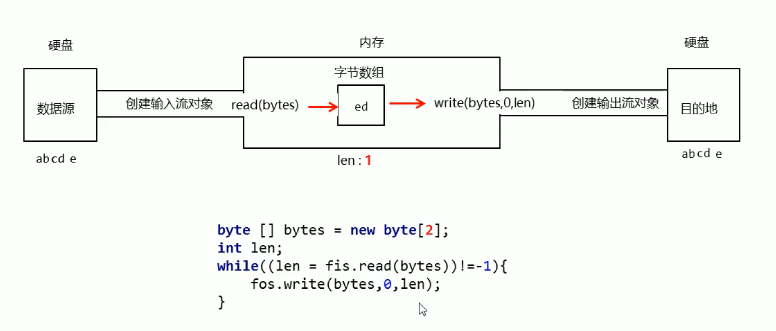 硬盘
内存
硬盘
字节数组
数据源
创建输入流对象
read(bytes)
ed
write(bytes,0,len)
创建输出流对象
目的地
abcd e
len : 1
abcd e
byte [] bytes = new byte[2];
int len;
while((len = fis.read(bytes))!=-1){
fos.write(bytes,0,len);
}